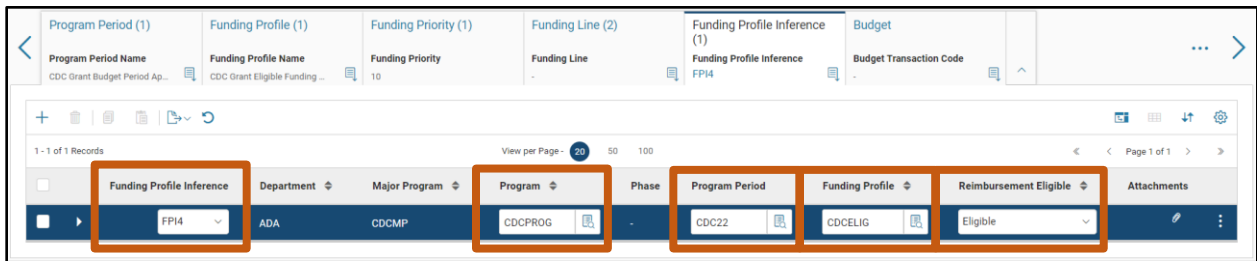 Program Period (1) Funding Profile (1) Funding Priority (1) Funding Line (2) Funding Profile Inference (1) Budget
Program Period Name Funding Profile Name Funding Priority Funding Line Funding Profile Inference Budget Transaction Code
CDC Grant Budget Period Ap... CDC Grant Eligible Funding ... 10 - FPI4 -
1 - 1 of 1 Records View per Page - 20 50 100 Page 1 of 1
Funding Profile Inference Department Major Program Program Phase Program Period Funding Profile Reimbursement Eligible Attachments
FPI4 ADA CDCMP CDCPROG - CDC22 CDCELIG Eligible